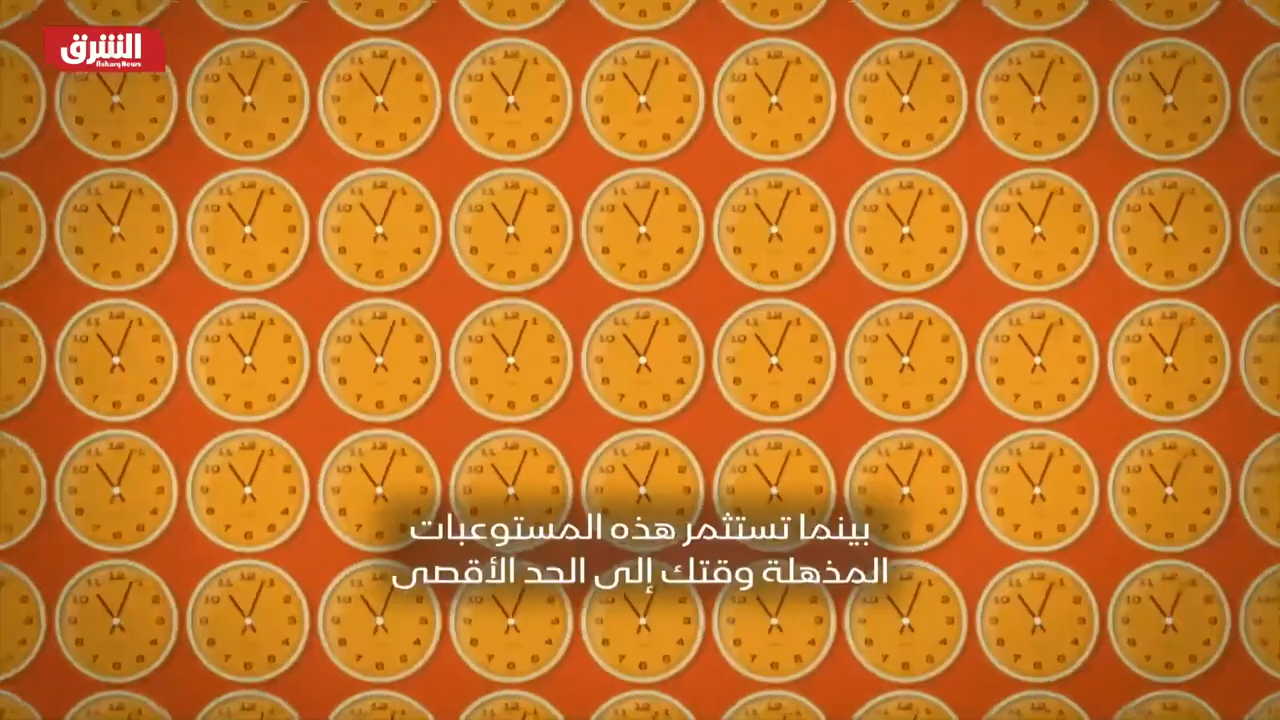 الشرق
Asharq News
بينما تستثمر هذه المستوعبات
المذهلة وقتك إلى الحد الأقصى